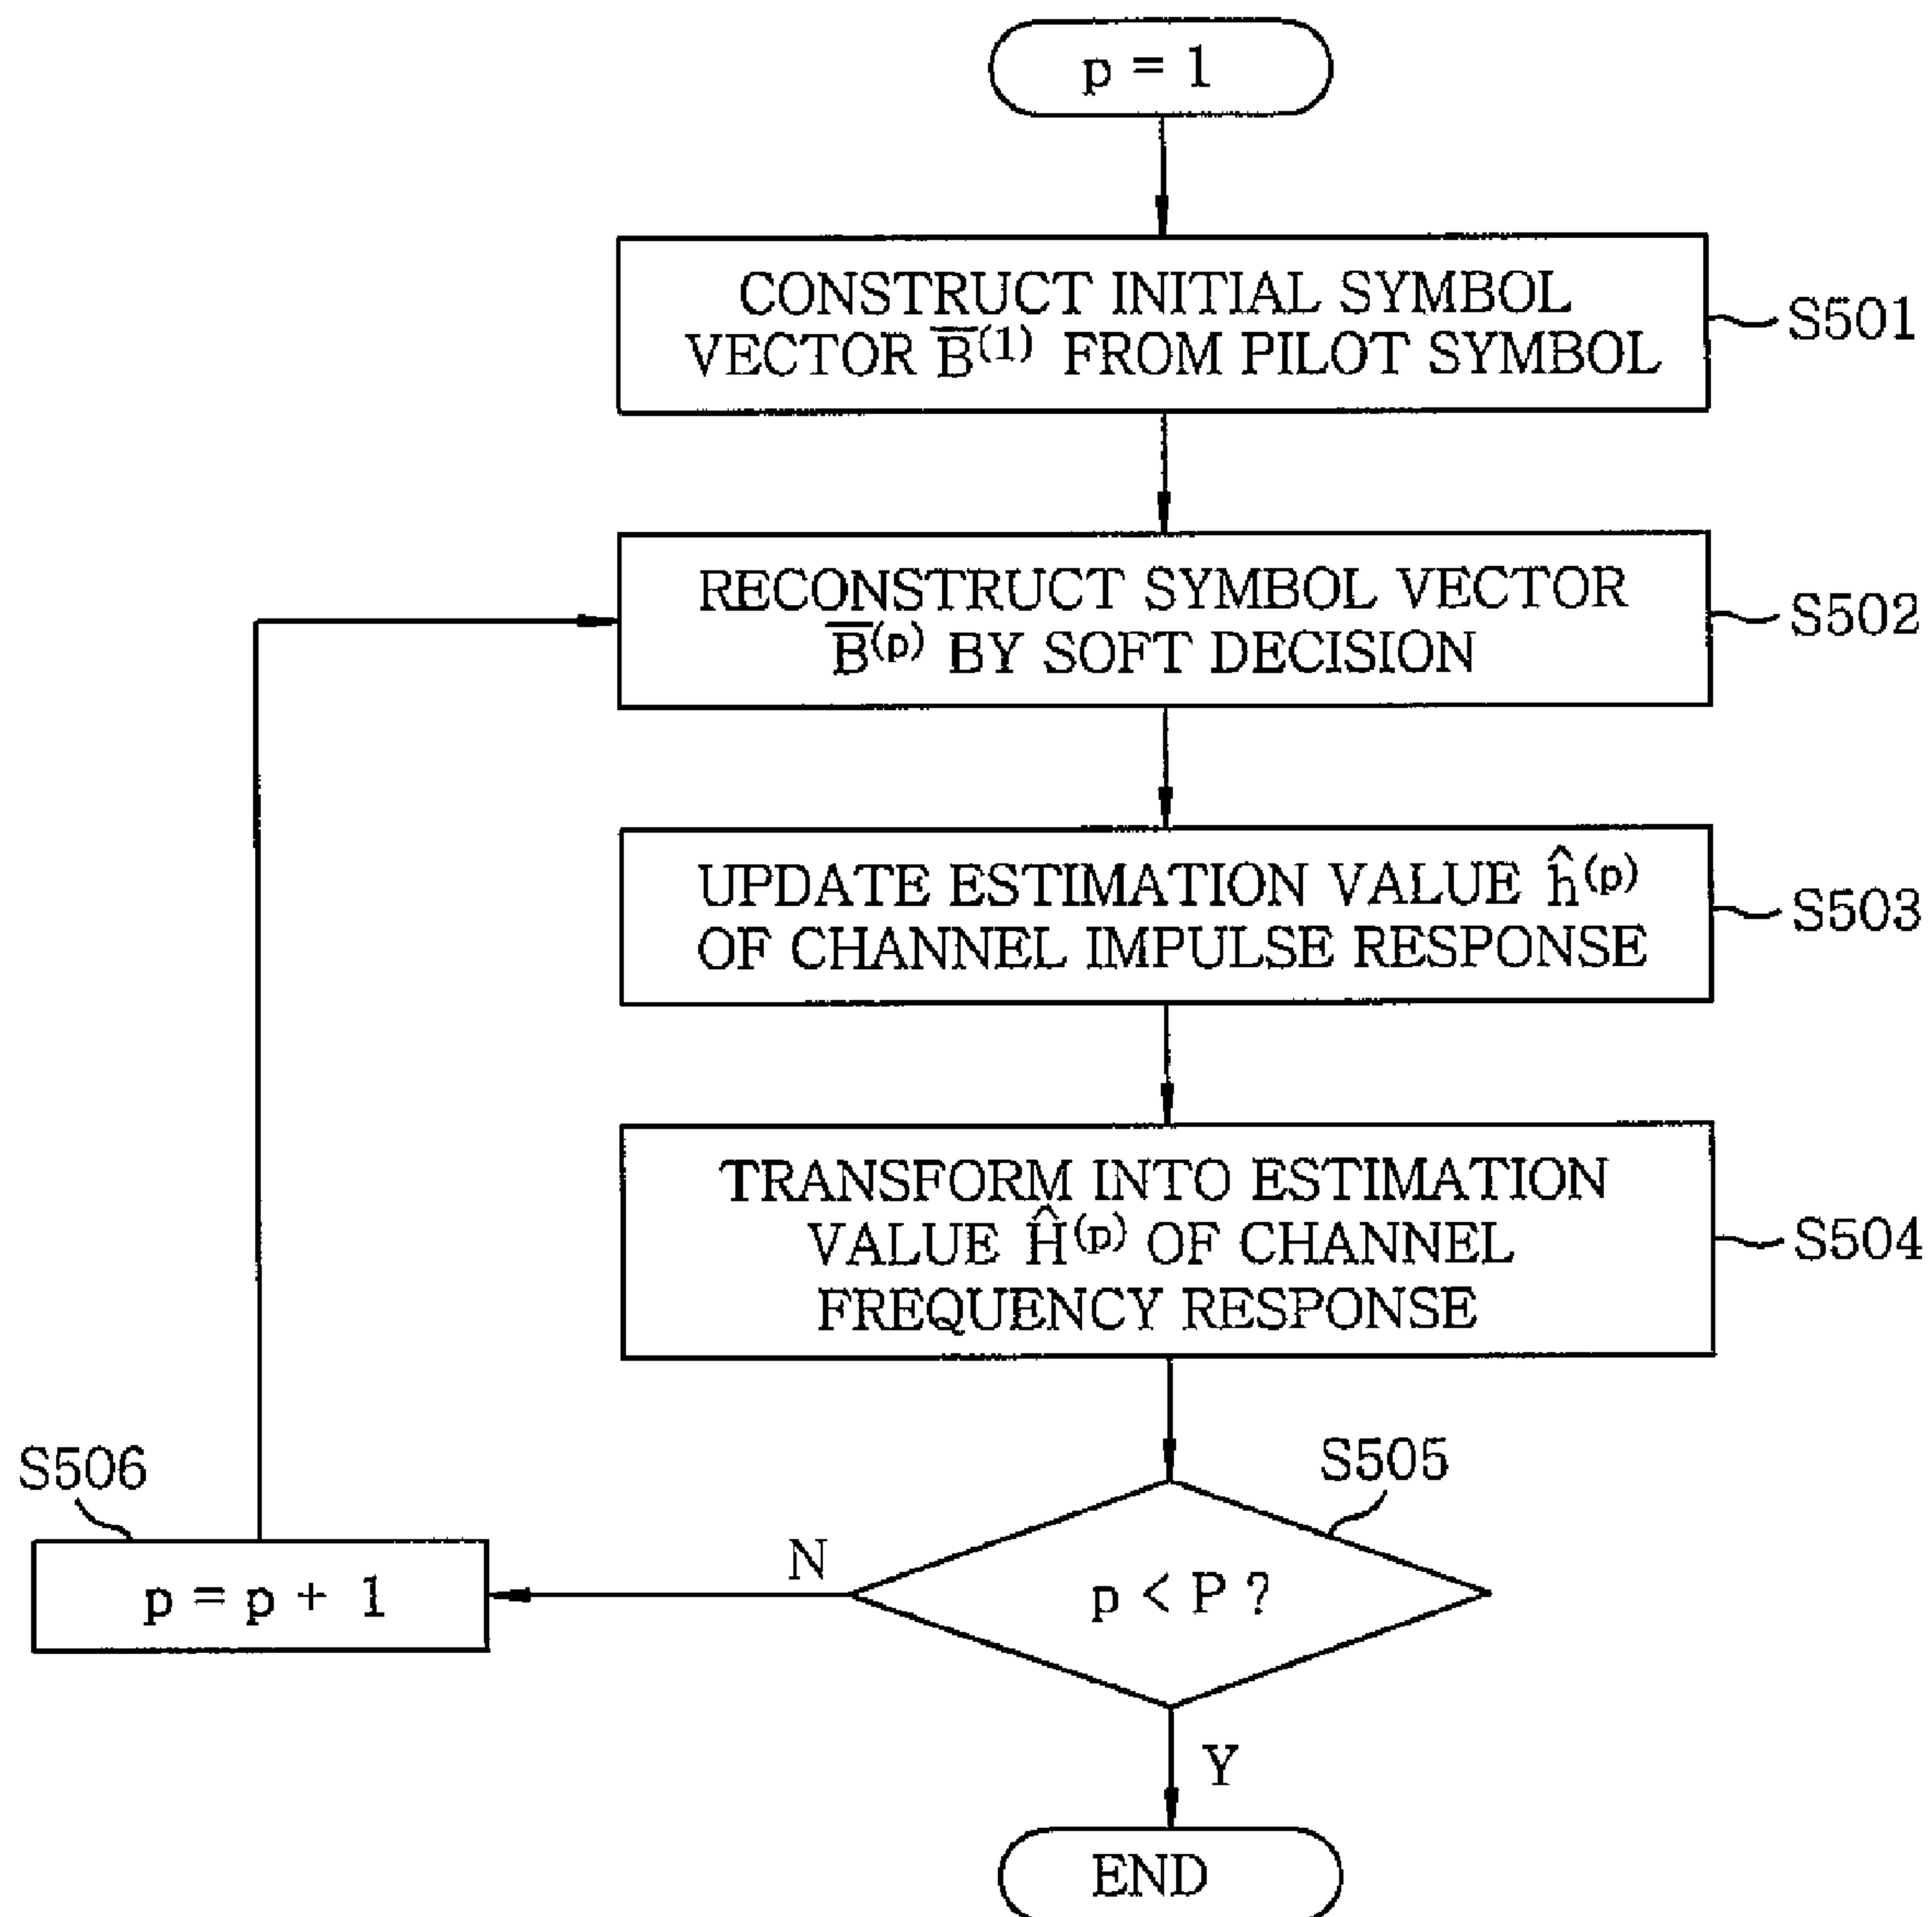 p = 1
CONSTRUCT INITIAL SYMBOL
VECTOR B̅⁽¹⁾ FROM PILOT SYMBOL
S501
RECONSTRUCT SYMBOL VECTOR
B̅⁽ᵖ⁾ BY SOFT DECISION
S502
UPDATE ESTIMATION VALUE ĥ⁽ᵖ⁾
OF CHANNEL IMPULSE RESPONSE
S503
TRANSFORM INTO ESTIMATION
VALUE Ĥ⁽ᵖ⁾ OF CHANNEL
FREQUENCY RESPONSE
S504
S505
p < P ?
N
S506
p = p + 1
Y
END